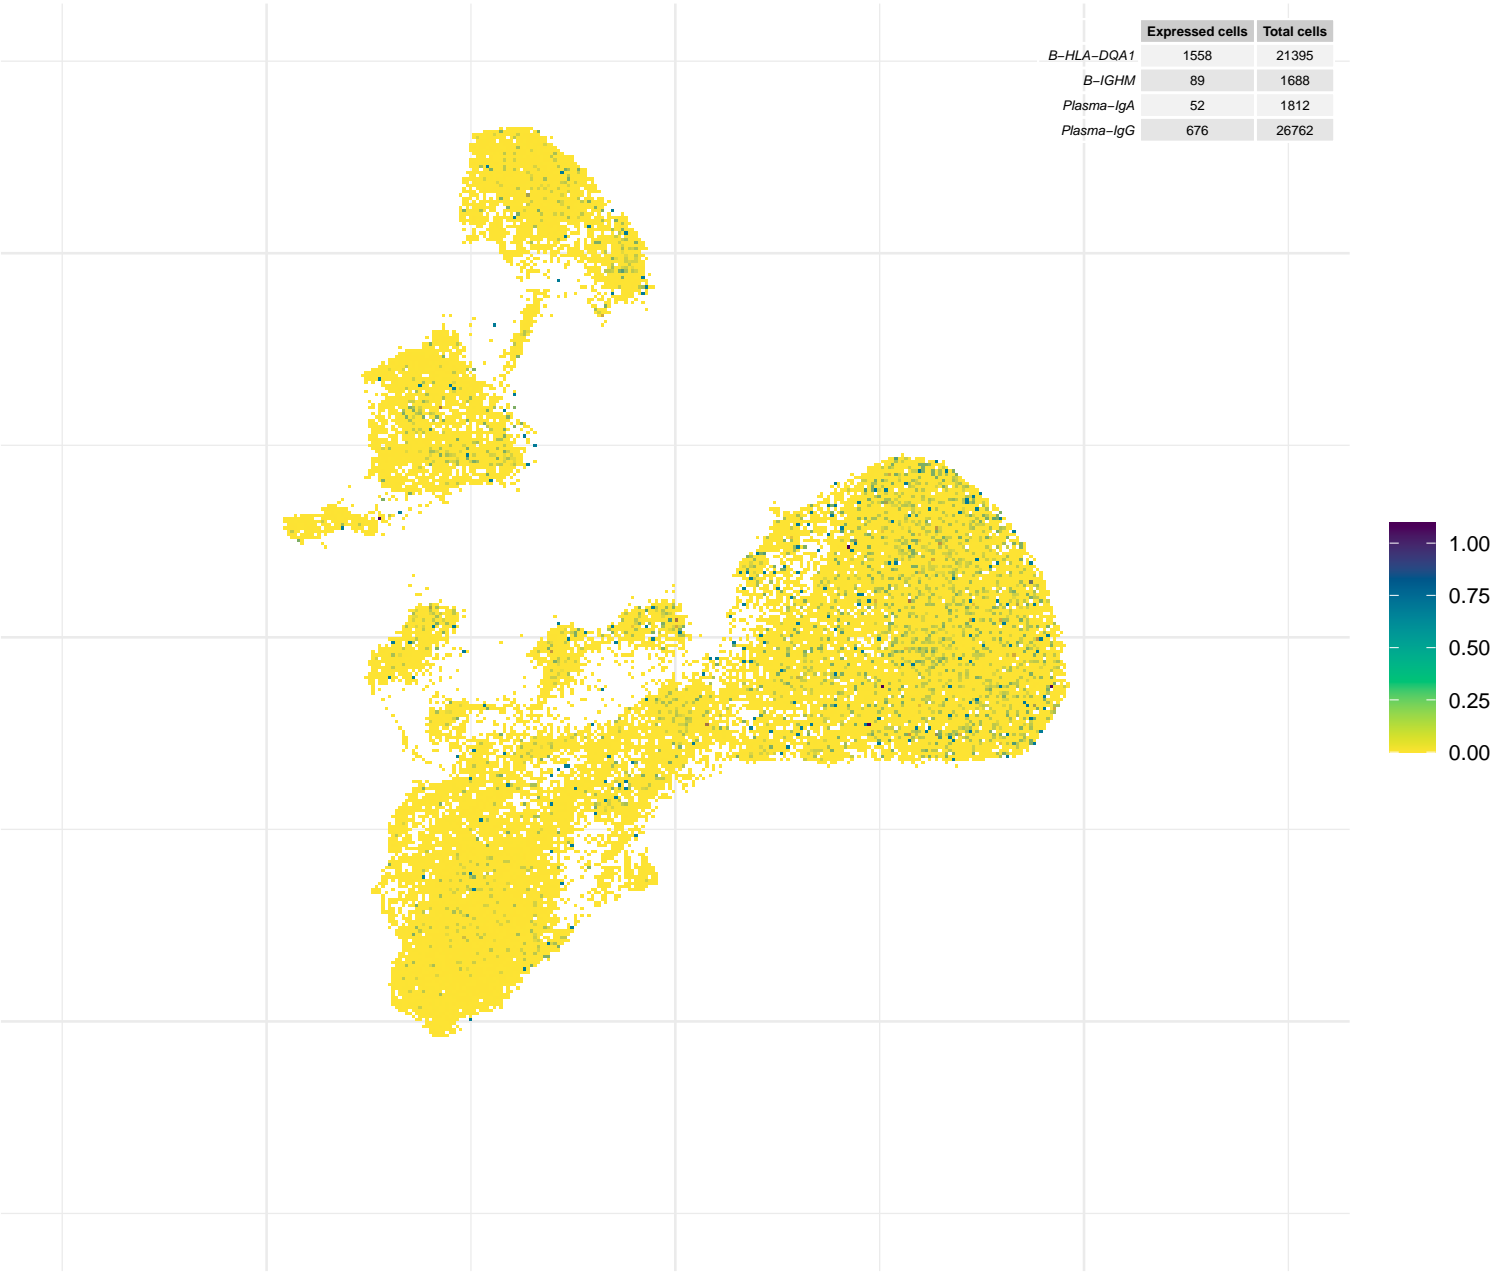 Expressed cells Total cells
B−HLA−DQA1 1558 21395
B−IGHM 89 1688
Plasma−IgA 52 1812
Plasma−IgG 676 26762
1.00
0.75
0.50
0.25
0.00